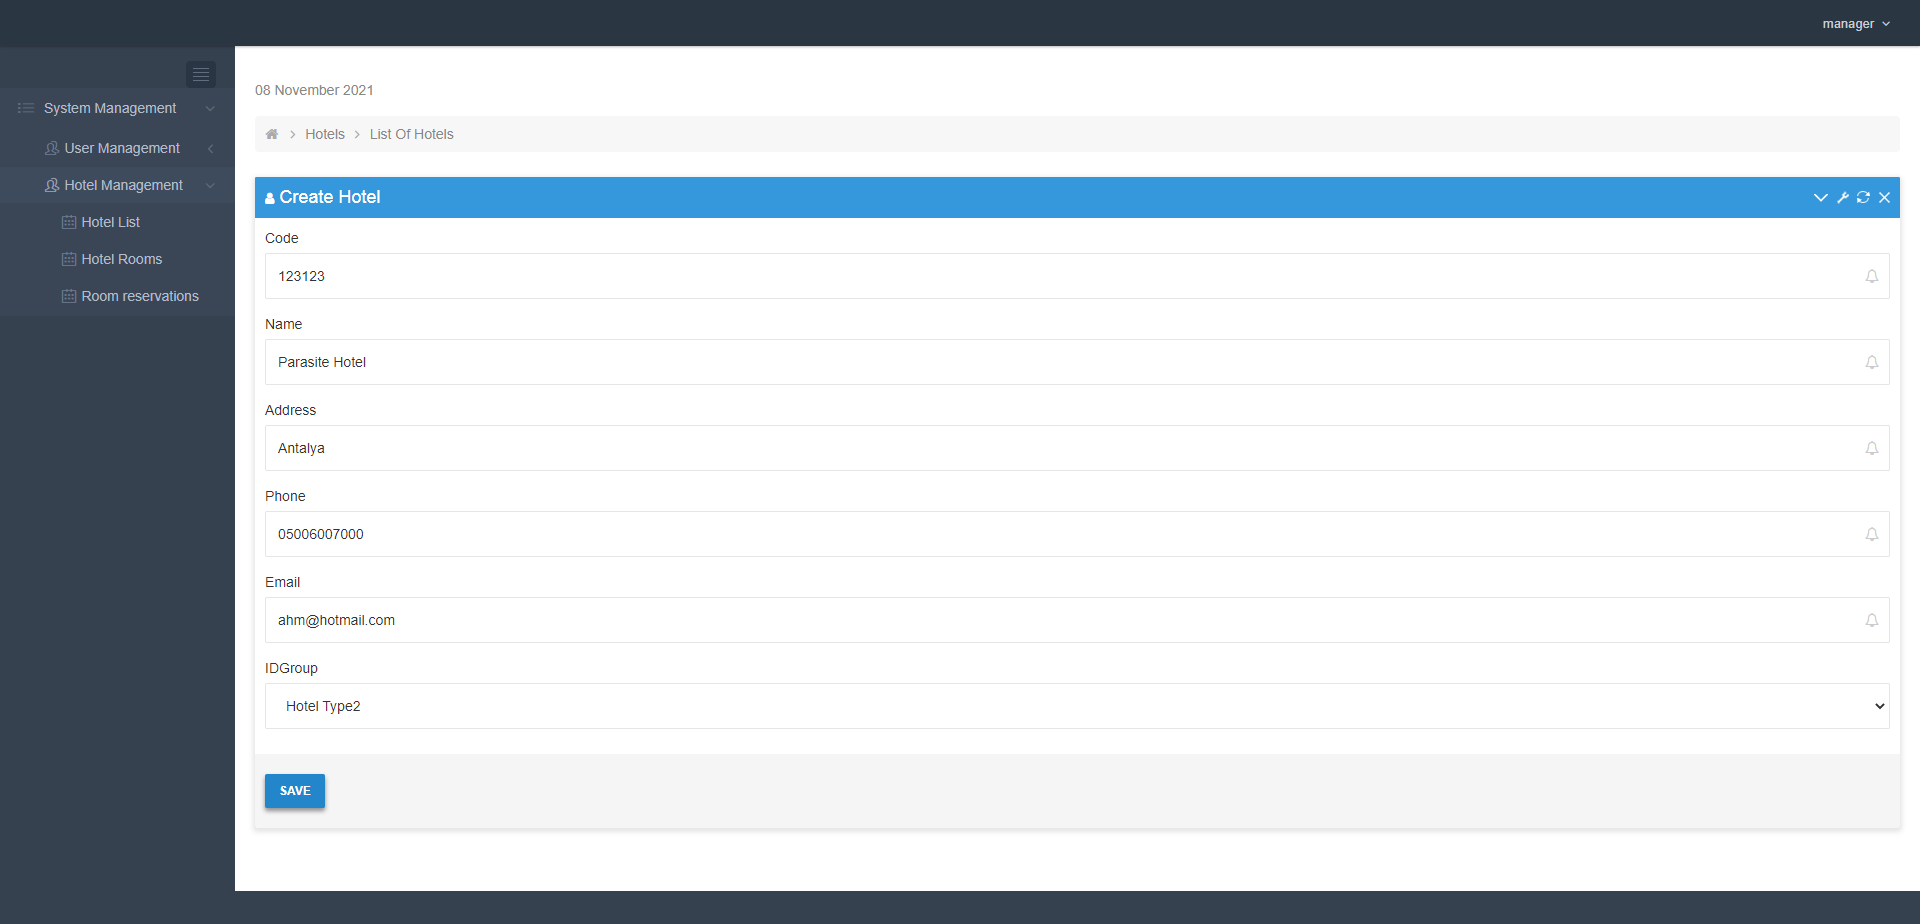 manager
System Management
User Management
Hotel Management
Hotel List
Hotel Rooms
Room reservations
08 November 2021
Hotels List Of Hotels
Create Hotel
Code
123123
Name
Parasite Hotel
Address
Antalya
Phone
05006007000
Email
ahm@hotmail.com
IDGroup
Hotel Type2
SAVE